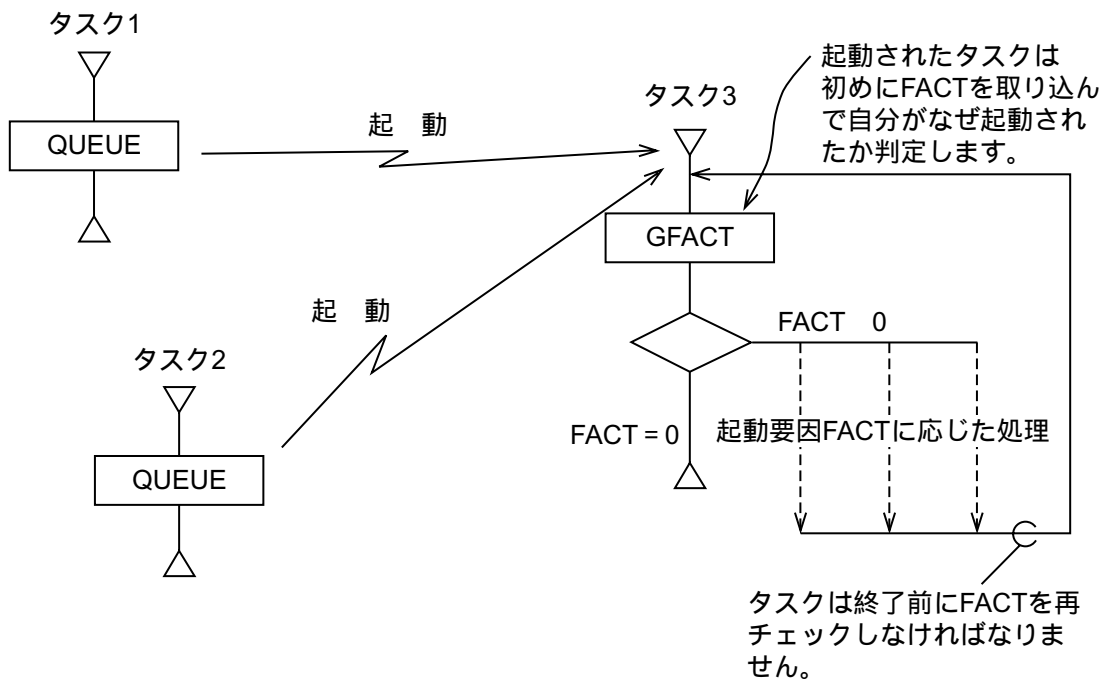 タスク1
QUEUE
起 動
タスク3
起動されたタスクは
初めにFACTを取り込ん
で自分がなぜ起動され
たか判定します。
GFACT
起 動
タスク2
QUEUE
FACT 0
FACT = 0
起動要因FACTに応じた処理
タスクは終了前にFACTを再
チェックしなければなりま
せん。